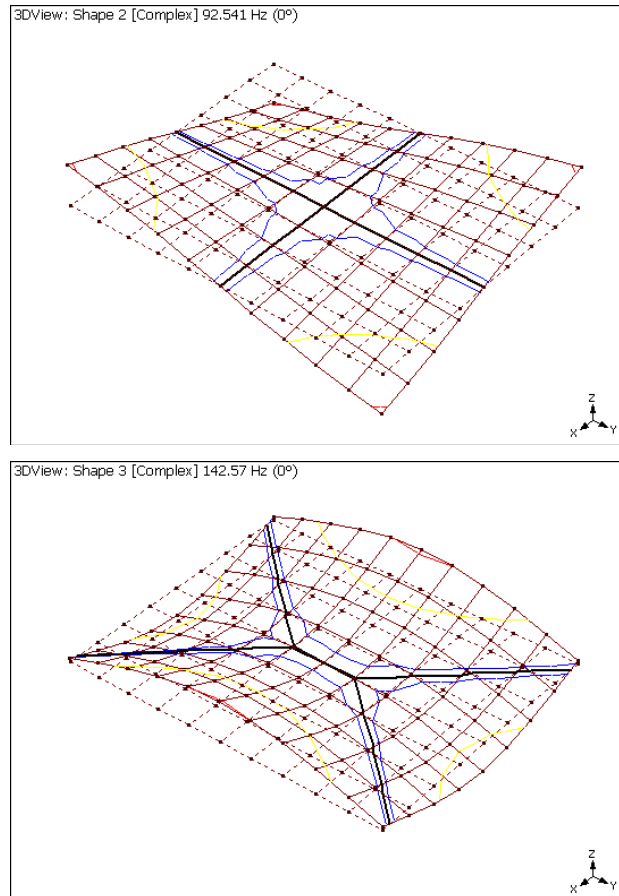 3DView: Shape 2 [Complex] 92.541 Hz (0º)
Z
X
Y
3DView: Shape 3 [Complex] 142.57 Hz (0º)
Z
X
Y